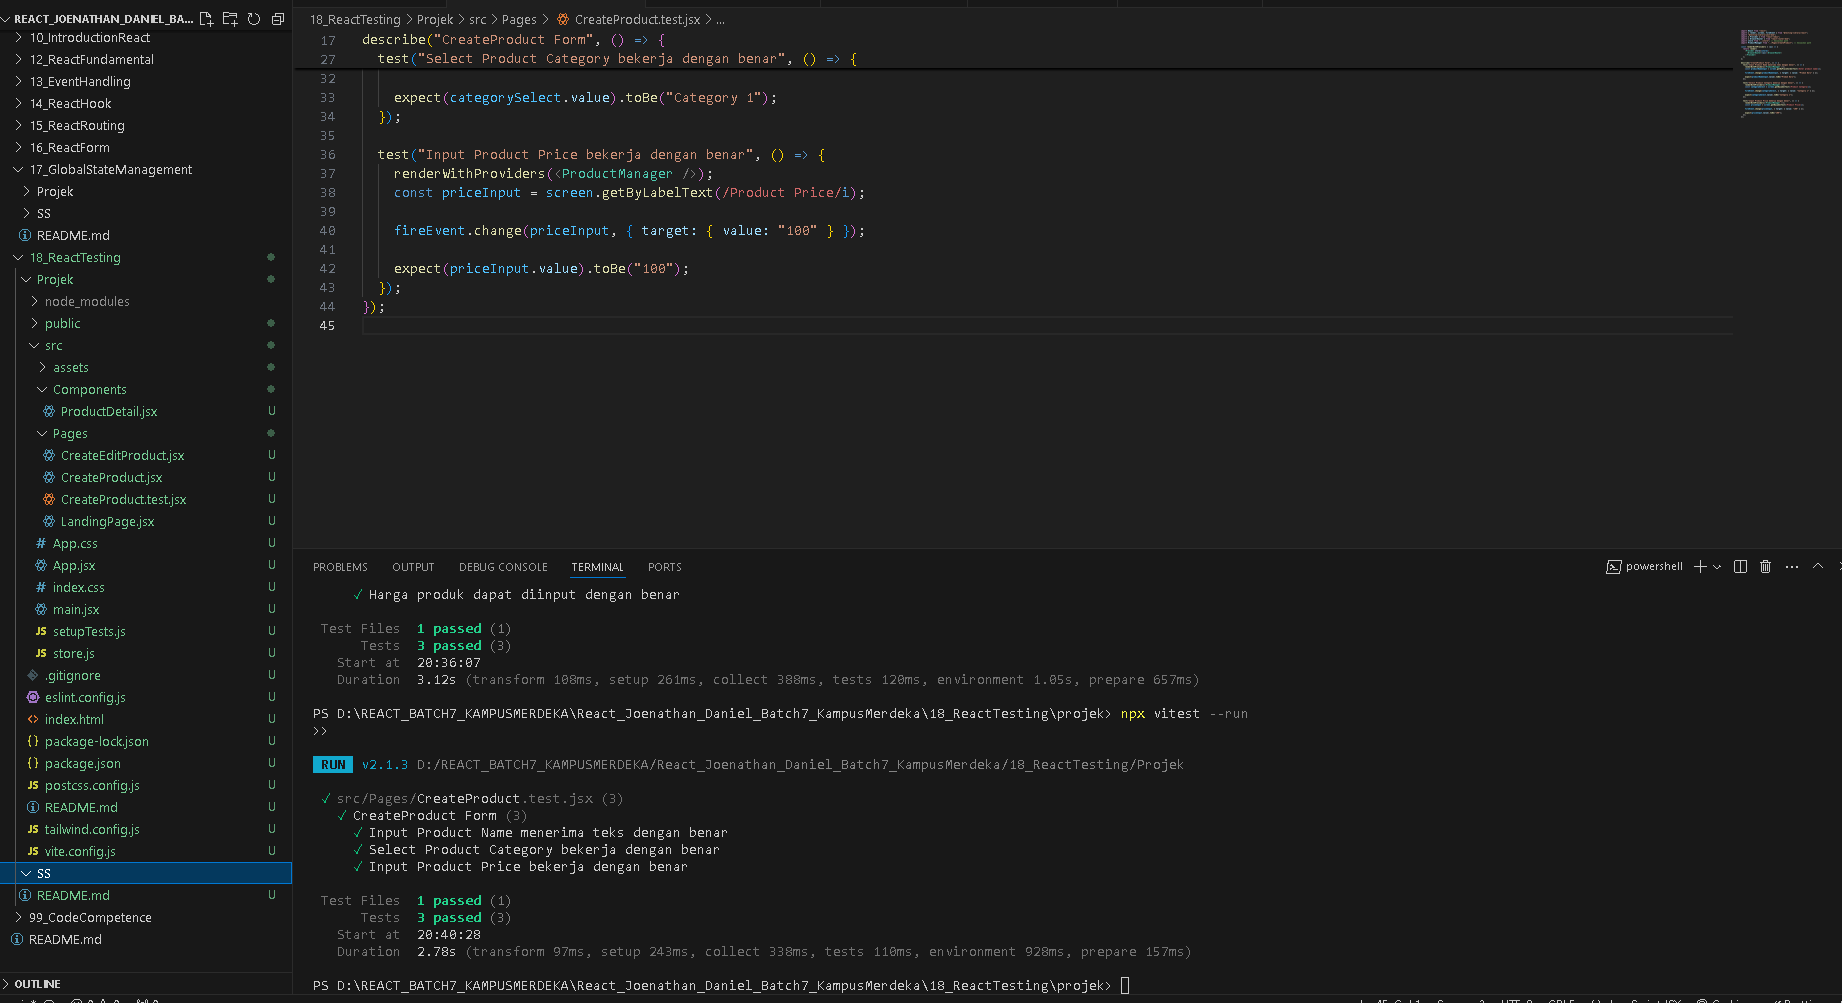 REACT_JOENATHAN_DANIEL_BA...
10_IntroductionReact
12_ReactFundamental
13_EventHandling
14_ReactHook
15_ReactRouting
16_ReactForm
17_GlobalStateManagement
Projek
SS
README.md
18_ReactTesting
Projek
node_modules
public
src
assets
Components
ProductDetail.jsx U
Pages
CreateEditProduct.jsx U
CreateProduct.jsx U
CreateProduct.test.jsx U
LandingPage.jsx U
# App.css U
App.jsx U
# index.css U
main.jsx U
JS setupTests.js U
JS store.js U
.gitignore U
eslint.config.js U
<> index.html U
{} package-lock.json U
{} package.json U
JS postcss.config.js U
README.md U
JS tailwind.config.js U
JS vite.config.js U
SS
README.md U
99_CodeCompetence
README.md
OUTLINE
18_ReactTesting > Projek > src > Pages > CreateProduct.test.jsx > ...
17 describe("CreateProduct Form", () => {
27 test("Select Product Category bekerja dengan benar", () => {
32
33 expect(categorySelect.value).toBe("Category 1");
34 });
35
36 test("Input Product Price bekerja dengan benar", () => {
37 renderWithProviders(<ProductManager />);
38 const priceInput = screen.getByLabelText(/Product Price/i);
39
40 fireEvent.change(priceInput, { target: { value: "100" } });
41
42 expect(priceInput.value).toBe("100");
43 });
44 });
45
PROBLEMS OUTPUT DEBUG CONSOLE TERMINAL PORTS powershell
✓ Harga produk dapat diinput dengan benar
Test Files 1 passed (1)
Tests 3 passed (3)
Start at 20:36:07
Duration 3.12s (transform 108ms, setup 261ms, collect 388ms, tests 120ms, environment 1.05s, prepare 657ms)
PS D:\REACT_BATCH7_KAMPUSMERDEKA\React_Joenathan_Daniel_Batch7_KampusMerdeka\18_ReactTesting\projek> npx vitest --run
>>
RUN v2.1.3 D:/REACT_BATCH7_KAMPUSMERDEKA/React_Joenathan_Daniel_Batch7_KampusMerdeka/18_ReactTesting/Projek
✓ src/Pages/CreateProduct.test.jsx (3)
✓ CreateProduct Form (3)
✓ Input Product Name menerima teks dengan benar
✓ Select Product Category bekerja dengan benar
✓ Input Product Price bekerja dengan benar
Test Files 1 passed (1)
Tests 3 passed (3)
Start at 20:40:28
Duration 2.78s (transform 97ms, setup 243ms, collect 338ms, tests 110ms, environment 928ms, prepare 157ms)
PS D:\REACT_BATCH7_KAMPUSMERDEKA\React_Joenathan_Daniel_Batch7_KampusMerdeka\18_ReactTesting\projek>